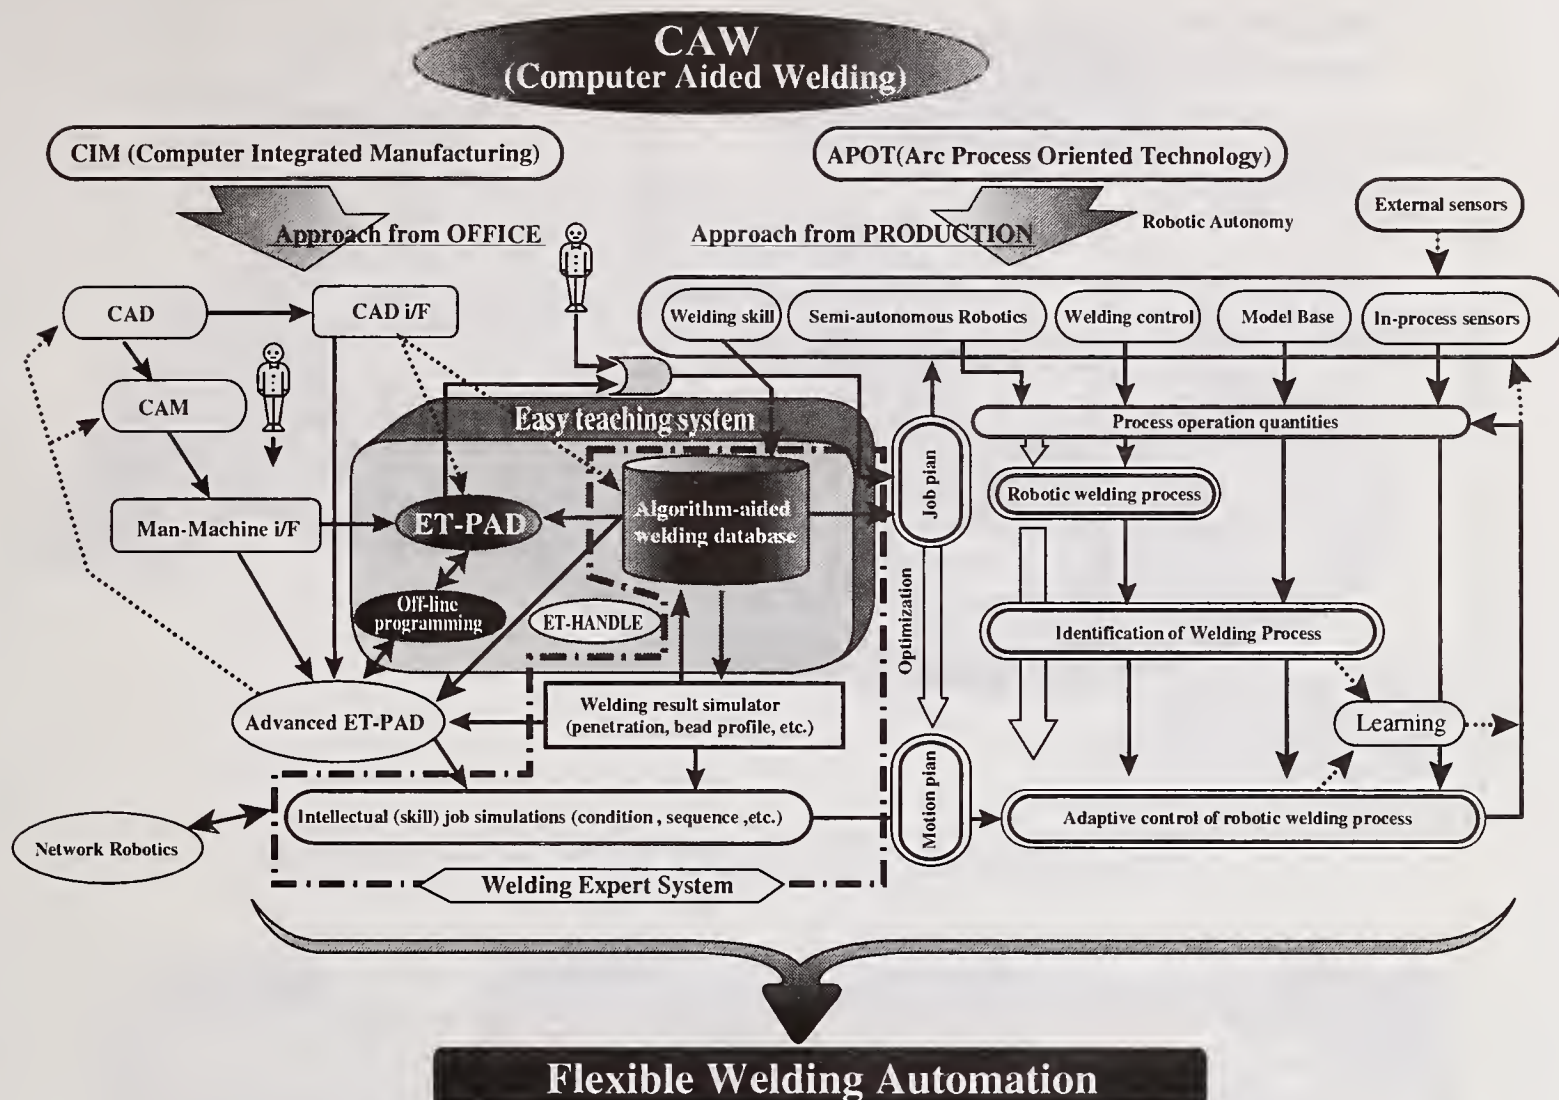 CAW
(Computer Aided Welding)
CIM (Computer Integrated Manufacturing)
APOT(Arc Process Oriented Technology)
External sensors
Approach from OFFICE
Approach from PRODUCTION
Robotic Autonomy
CAD
CAD i/F
Welding skill
Semi-autonomous Robotics
Welding control
Model Base
In-process sensors
CAM
Easy teaching system
Process operation quantities
Man-Machine i/F
ET-PAD
Algorithm-aided
welding database
Job plan
Robotic welding process
Off-line
programming
ET-HANDLE
Optimization
Identification of Welding Process
Advanced ET-PAD
Welding result simulator
(penetration, bead profile, etc.)
Learning
Network Robotics
Intellectual (skill) job simulations (condition , sequence ,etc.)
Motion plan
Adaptive control of robotic welding process
Welding Expert System
Flexible Welding Automation